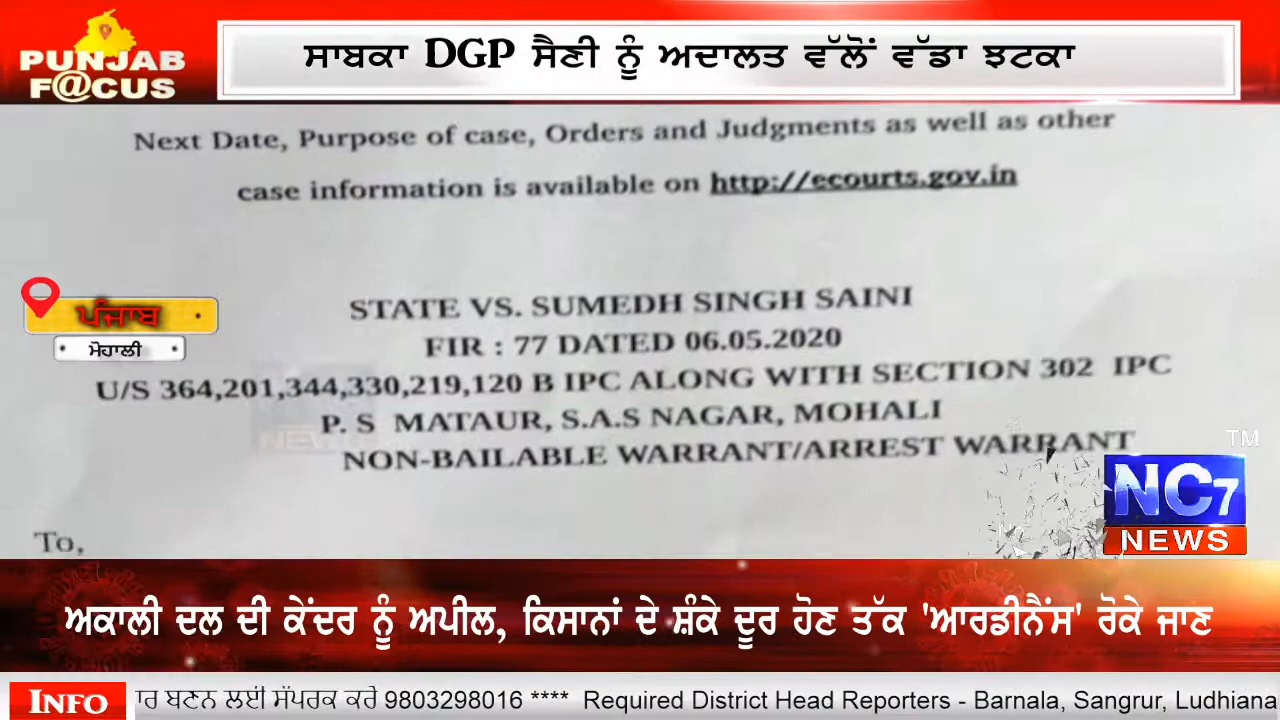 PUNJAB
F@CUS
ਸਾਬਕਾ DGP ਸੈਣੀ ਨੂੰ ਅਦਾਲਤ ਵੱਲੋਂ ਵੱਡਾ ਝਟਕਾ
Next Date, Purpose of case, Orders and Judgments as well as other
case information is available on http://ecourts.gov.in
ਪੰਜਾਬ
ਮੋਹਾਲੀ
STATE VS. SUMEDH SINGH SAINI
FIR : 77 DATED 06.05.2020
U/S 364,201,344,330,219,120 B IPC ALONG WITH SECTION 302 IPC
P. S MATAUR, S.A.S NAGAR, MOHALI
NON-BAILABLE WARRANT/ARREST WARRANT
To,
TM
NC7
NEWS
ਅਕਾਲੀ ਦਲ ਦੀ ਕੇਂਦਰ ਨੂੰ ਅਪੀਲ, ਕਿਸਾਨਾਂ ਦੇ ਸ਼ੰਕੇ ਦੂਰ ਹੋਣ ਤੱਕ 'ਆਰਡੀਨੈਂਸ' ਰੋਕੇ ਜਾਣ
INFO
ਾਰ ਬਣਨ ਲਈ ਸੰਪਰਕ ਕਰੋ 9803298016 **** Required District Head Reporters - Barnala, Sangrur, Ludhiana